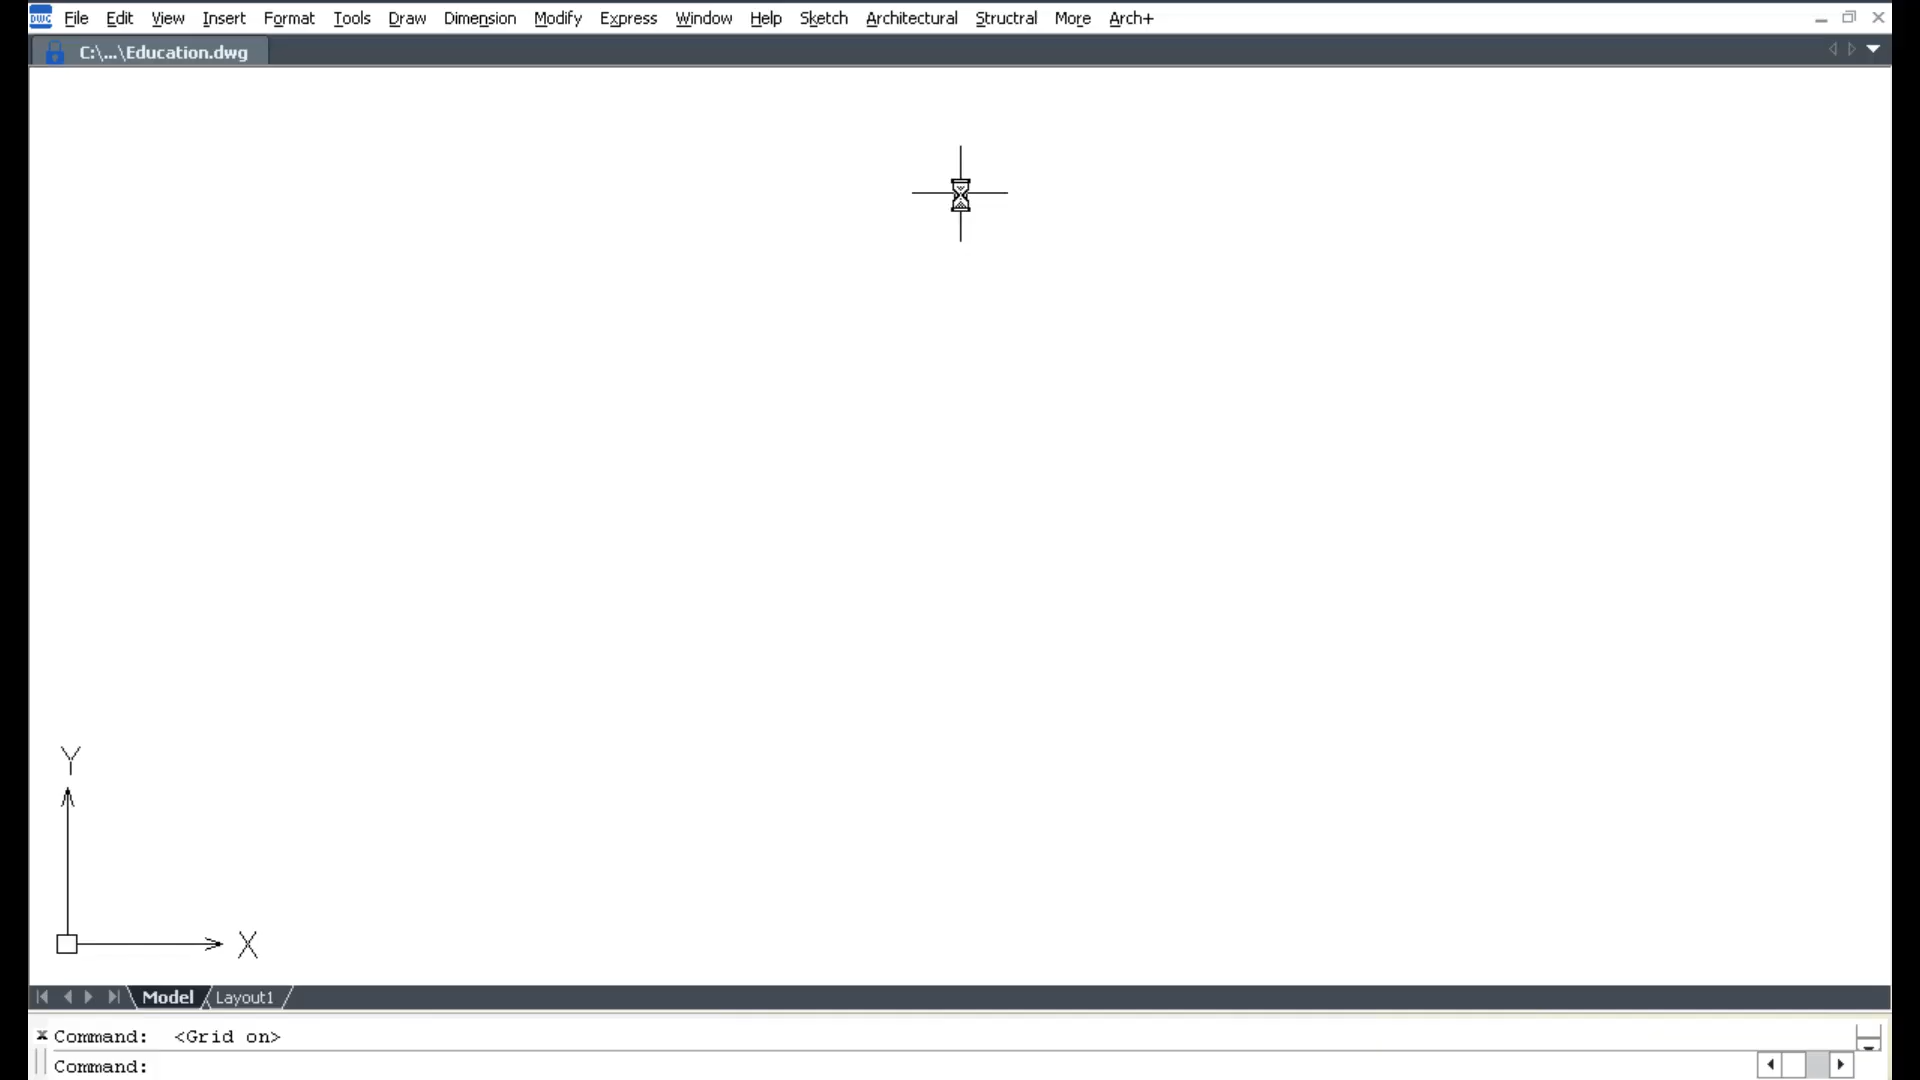 DWG File Edit View Insert Format Tools Draw Dimension Modify Express Window Help Sketch Architectural Structral More Arch+
C:\...\Education.dwg
Y
X
Model Layout1
Command: <Grid on>
Command: